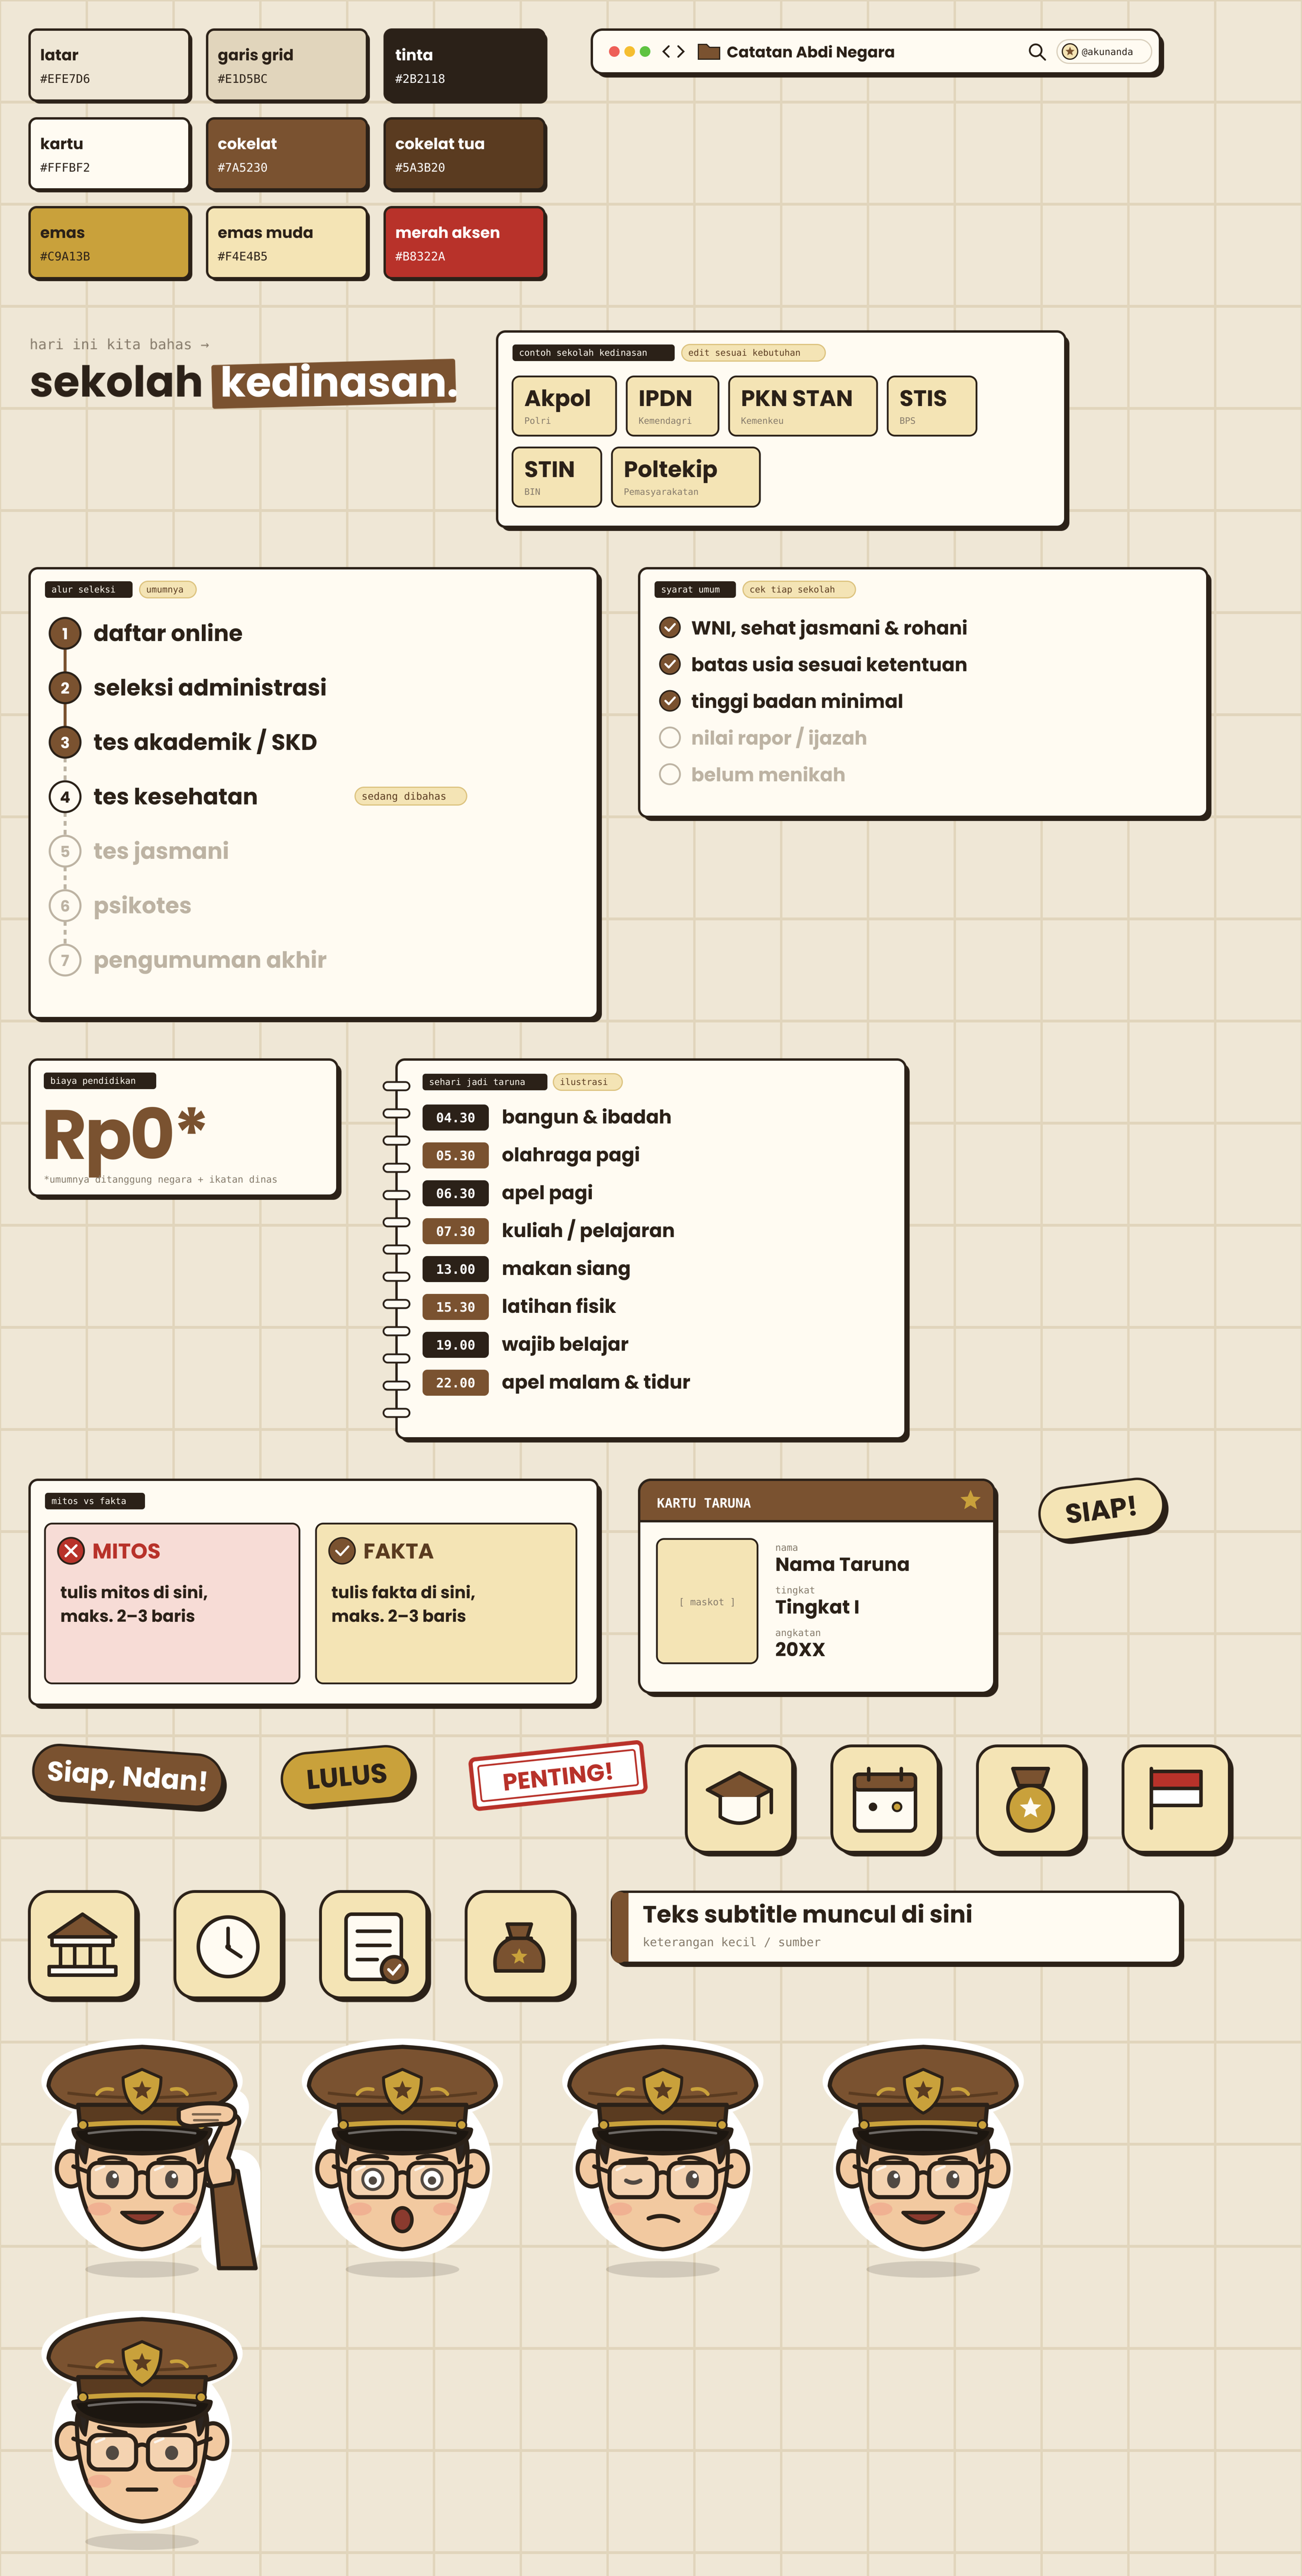 latar
#EFE7D6
garis grid
#E1D5BC
tinta
#2B2118
Catatan Abdi Negara
@akunanda
kartu
#FFFBF2
cokelat
#7A5230
cokelat tua
#5A3B20
emas
#C9A13B
emas muda
#F4E4B5
merah aksen
#B8322A
hari ini kita bahas →
sekolah kedinasan.
contoh sekolah kedinasan
edit sesuai kebutuhan
Akpol
Polri
IPDN
Kemendagri
PKN STAN
Kemenkeu
STIS
BPS
STIN
BIN
Poltekip
Pemasyarakatan
alur seleksi
umumnya
1 daftar online
2 seleksi administrasi
3 tes akademik / SKD
4 tes kesehatan
sedang dibahas
5 tes jasmani
6 psikotes
7 pengumuman akhir
syarat umum
cek tiap sekolah
WNI, sehat jasmani & rohani
batas usia sesuai ketentuan
tinggi badan minimal
nilai rapor / ijazah
belum menikah
biaya pendidikan
Rp0*
*umumnya ditanggung negara + ikatan dinas
sehari jadi taruna
ilustrasi
04.30 bangun & ibadah
05.30 olahraga pagi
06.30 apel pagi
07.30 kuliah / pelajaran
13.00 makan siang
15.30 latihan fisik
19.00 wajib belajar
22.00 apel malam & tidur
mitos vs fakta
MITOS
tulis mitos di sini,
maks. 2–3 baris
FAKTA
tulis fakta di sini,
maks. 2–3 baris
KARTU TARUNA
[ maskot ]
nama
Nama Taruna
tingkat
Tingkat I
angkatan
20XX
SIAP!
Siap, Ndan!
LULUS
PENTING!
Teks subtitle muncul di sini
keterangan kecil / sumber